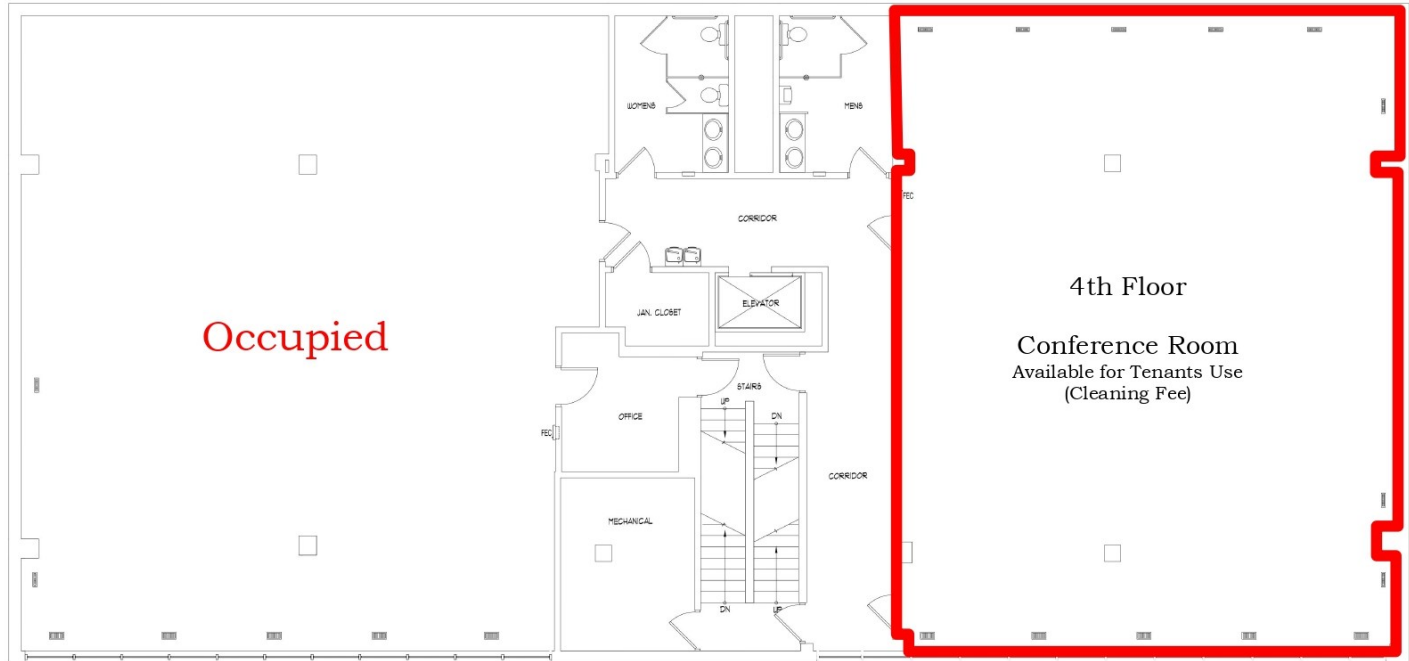 WOMENS
MENS
FEC
CORRIDOR
4th Floor
JAN. CLOSET
ELEVATOR
Occupied
Conference Room
Available for Tenants Use
(Cleaning Fee)
STAIRS
UP
DN
OFFICE
FEC
CORRIDOR
MECHANICAL
DN
UP